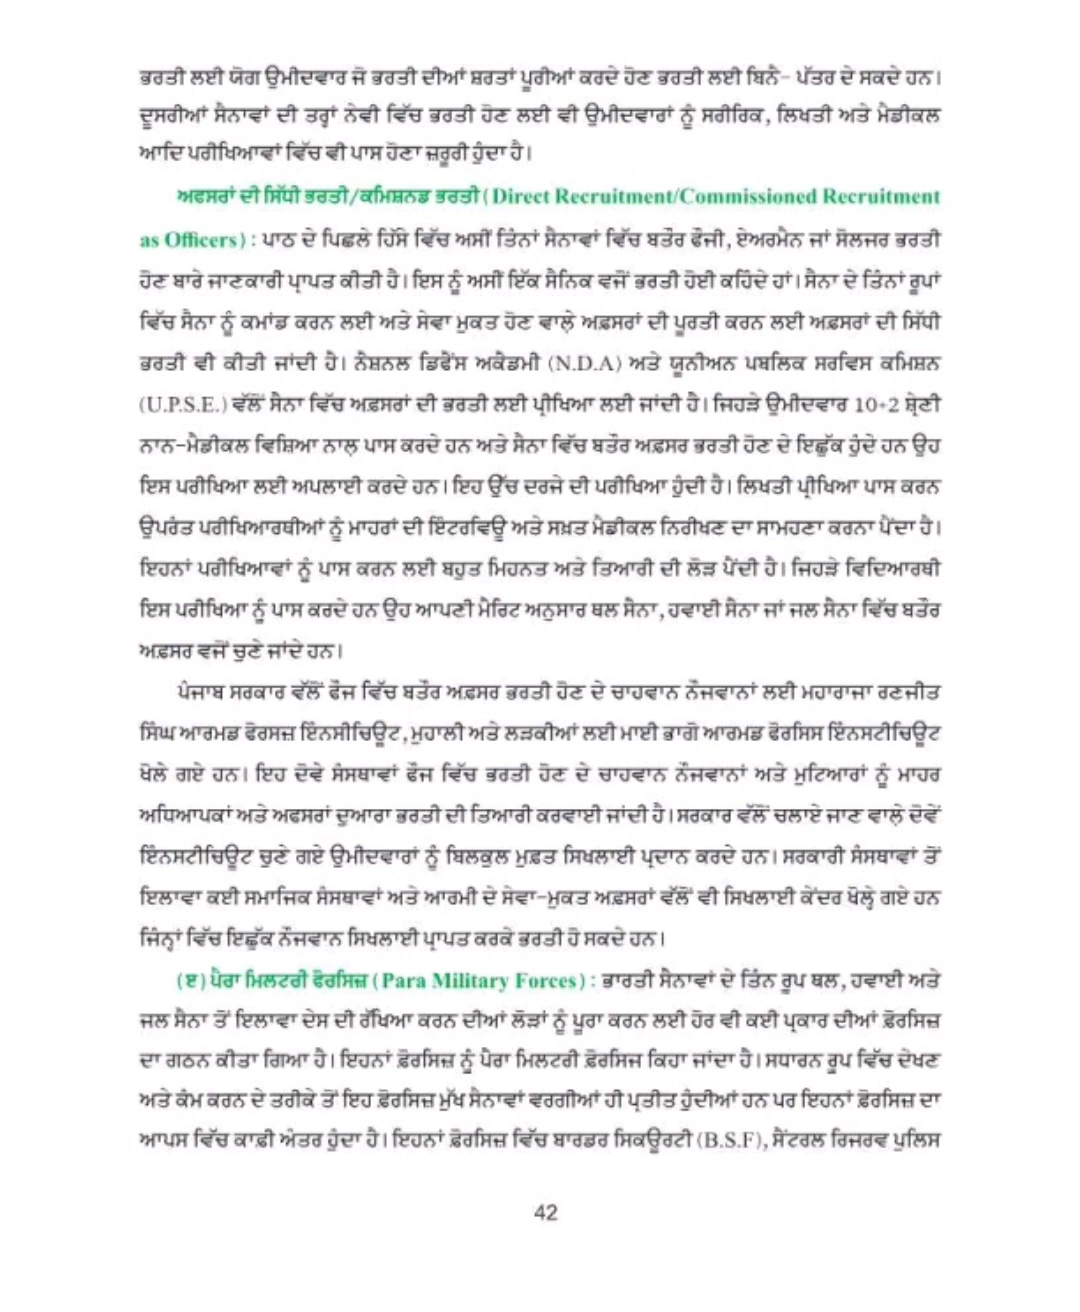 ਭਰਤੀ ਲਈ ਯੋਗ ਉਮੀਦਵਾਰ ਜੋ ਭਰਤੀ ਦੀਆਂ ਸ਼ਰਤਾਂ ਪੂਰੀਆਂ ਕਰਦੇ ਹੋਣ ਭਰਤੀ ਲਈ ਬਿਨੈ- ਪੱਤਰ ਦੇ ਸਕਦੇ ਹਨ।
ਦੂਸਰੀਆਂ ਸੈਨਾਵਾਂ ਦੀ ਤਰ੍ਹਾਂ ਨੇਵੀ ਵਿੱਚ ਭਰਤੀ ਹੋਣ ਲਈ ਵੀ ਉਮੀਦਵਾਰਾਂ ਨੂੰ ਸਰੀਰਿਕ, ਲਿਖਤੀ ਅਤੇ ਮੈਡੀਕਲ
ਆਦਿ ਪਰੀਖਿਆਵਾਂ ਵਿੱਚ ਵੀ ਪਾਸ ਹੋਣਾ ਜ਼ਰੂਰੀ ਹੁੰਦਾ ਹੈ।
ਅਫਸਰਾਂ ਦੀ ਸਿੱਧੀ ਭਰਤੀ/ਕਮਿਸ਼ਨਡ ਭਰਤੀ (Direct Recruitment/Commissioned Recruitment
as Officers) : ਪਾਠ ਦੇ ਪਿਛਲੇ ਹਿੱਸੇ ਵਿੱਚ ਅਸੀਂ ਤਿੰਨਾਂ ਸੈਨਾਵਾਂ ਵਿੱਚ ਬਤੌਰ ਫੌਜੀ, ਏਅਰਮੈਨ ਜਾਂ ਸੋਲਜਰ ਭਰਤੀ
ਹੋਣ ਬਾਰੇ ਜਾਣਕਾਰੀ ਪ੍ਰਾਪਤ ਕੀਤੀ ਹੈ। ਇਸ ਨੂੰ ਅਸੀਂ ਇੱਕ ਸੈਨਿਕ ਵਜੋਂ ਭਰਤੀ ਹੋਈ ਕਹਿੰਦੇ ਹਾਂ। ਸੈਨਾ ਦੇ ਤਿੰਨਾਂ ਰੂਪਾਂ
ਵਿੱਚ ਸੈਨਾ ਨੂੰ ਕਮਾਂਡ ਕਰਨ ਲਈ ਅਤੇ ਸੇਵਾ ਮੁਕਤ ਹੋਣ ਵਾਲੇ ਅਫ਼ਸਰਾਂ ਦੀ ਪੂਰਤੀ ਕਰਨ ਲਈ ਅਫ਼ਸਰਾਂ ਦੀ ਸਿੱਧੀ
ਭਰਤੀ ਵੀ ਕੀਤੀ ਜਾਂਦੀ ਹੈ। ਨੈਸ਼ਨਲ ਡਿਫੈਂਸ ਅਕੈਡਮੀ (N.D.A) ਅਤੇ ਯੂਨੀਅਨ ਪਬਲਿਕ ਸਰਵਿਸ ਕਮਿਸ਼ਨ
(U.P.S.E.) ਵੱਲੋਂ ਸੈਨਾ ਵਿੱਚ ਅਫ਼ਸਰਾਂ ਦੀ ਭਰਤੀ ਲਈ ਪ੍ਰੀਖਿਆ ਲਈ ਜਾਂਦੀ ਹੈ। ਜਿਹੜੇ ਉਮੀਦਵਾਰ 10+2 ਸ਼੍ਰੇਣੀ
ਨਾਨ-ਮੈਡੀਕਲ ਵਿਸ਼ਿਆ ਨਾਲ ਪਾਸ ਕਰਦੇ ਹਨ ਅਤੇ ਸੈਨਾ ਵਿੱਚ ਬਤੌਰ ਅਫ਼ਸਰ ਭਰਤੀ ਹੋਣ ਦੇ ਇਛੁੱਕ ਹੁੰਦੇ ਹਨ ਉਹ
ਇਸ ਪਰੀਖਿਆ ਲਈ ਅਪਲਾਈ ਕਰਦੇ ਹਨ। ਇਹ ਉੱਚ ਦਰਜੇ ਦੀ ਪਰੀਖਿਆ ਹੁੰਦੀ ਹੈ। ਲਿਖਤੀ ਪ੍ਰੀਖਿਆ ਪਾਸ ਕਰਨ
ਉਪਰੰਤ ਪਰੀਖਿਆਰਥੀਆਂ ਨੂੰ ਮਾਹਰਾਂ ਦੀ ਇੰਟਰਵਿਊ ਅਤੇ ਸਖ਼ਤ ਮੈਡੀਕਲ ਨਿਰੀਖਣ ਦਾ ਸਾਮਹਣਾ ਕਰਨਾ ਪੈਂਦਾ ਹੈ।
ਇਹਨਾਂ ਪਰੀਖਿਆਵਾਂ ਨੂੰ ਪਾਸ ਕਰਨ ਲਈ ਬਹੁਤ ਮਿਹਨਤ ਅਤੇ ਤਿਆਰੀ ਦੀ ਲੋੜ ਪੈਂਦੀ ਹੈ। ਜਿਹੜੇ ਵਿਦਿਆਰਥੀ
ਇਸ ਪਰੀਖਿਆ ਨੂੰ ਪਾਸ ਕਰਦੇ ਹਨ ਉਹ ਆਪਣੀ ਮੈਰਿਟ ਅਨੁਸਾਰ ਥਲ ਸੈਨਾ, ਹਵਾਈ ਸੈਨਾ ਜਾਂ ਜਲ ਸੈਨਾ ਵਿੱਚ ਬਤੌਰ
ਅਫ਼ਸਰ ਵਜੋਂ ਚੁਣੇ ਜਾਂਦੇ ਹਨ।
ਪੰਜਾਬ ਸਰਕਾਰ ਵੱਲੋਂ ਫੌਜ ਵਿੱਚ ਬਤੌਰ ਅਫ਼ਸਰ ਭਰਤੀ ਹੋਣ ਦੇ ਚਾਹਵਾਨ ਨੌਜਵਾਨਾਂ ਲਈ ਮਹਾਰਾਜਾ ਰਣਜੀਤ
ਸਿੰਘ ਆਰਮਡ ਫੋਰਸਜ਼ ਇੰਨਸੀਚਿਊਟ, ਮੁਹਾਲੀ ਅਤੇ ਲੜਕੀਆਂ ਲਈ ਮਾਈ ਭਾਗੋ ਆਰਮਡ ਫੋਰਸਿਸ ਇੰਨਸਟੀਚਿਊਟ
ਖੋਲੇ ਗਏ ਹਨ। ਇਹ ਦੋਵੇ ਸੰਸਥਾਵਾਂ ਫੌਜ ਵਿੱਚ ਭਰਤੀ ਹੋਣ ਦੇ ਚਾਹਵਾਨ ਨੌਜਵਾਨਾਂ ਅਤੇ ਮੁਟਿਆਰਾਂ ਨੂੰ ਮਾਹਰ
ਅਧਿਆਪਕਾਂ ਅਤੇ ਅਫਸਰਾਂ ਦੁਆਰਾ ਭਰਤੀ ਦੀ ਤਿਆਰੀ ਕਰਵਾਈ ਜਾਂਦੀ ਹੈ। ਸਰਕਾਰ ਵੱਲੋਂ ਚਲਾਏ ਜਾਣ ਵਾਲੇ ਦੋਵੇਂ
ਇੰਨਸਟੀਚਿਊਟ ਚੁਣੇ ਗਏ ਉਮੀਦਵਾਰਾਂ ਨੂੰ ਬਿਲਕੁਲ ਮੁਫ਼ਤ ਸਿਖਲਾਈ ਪ੍ਰਦਾਨ ਕਰਦੇ ਹਨ। ਸਰਕਾਰੀ ਸੰਸਥਾਵਾਂ ਤੋਂ
ਇਲਾਵਾ ਕਈ ਸਮਾਜਿਕ ਸੰਸਥਾਵਾਂ ਅਤੇ ਆਰਮੀ ਦੇ ਸੇਵਾ-ਮੁਕਤ ਅਫ਼ਸਰਾਂ ਵੱਲੋਂ ਵੀ ਸਿਖਲਾਈ ਕੇਂਦਰ ਖੋਲ੍ਹੇ ਗਏ ਹਨ
ਜਿੰਨ੍ਹਾਂ ਵਿੱਚ ਇਛੁੱਕ ਨੌਜਵਾਨ ਸਿਖਲਾਈ ਪ੍ਰਾਪਤ ਕਰਕੇ ਭਰਤੀ ਹੋ ਸਕਦੇ ਹਨ।
(ੲ) ਪੈਰਾ ਮਿਲਟਰੀ ਫੋਰਸਿਜ਼ (Para Military Forces) : ਭਾਰਤੀ ਸੈਨਾਵਾਂ ਦੇ ਤਿੰਨ ਰੂਪ ਥਲ, ਹਵਾਈ ਅਤੇ
ਜਲ ਸੈਨਾ ਤੋਂ ਇਲਾਵਾ ਦੇਸ ਦੀ ਰੱਖਿਆ ਕਰਨ ਦੀਆਂ ਲੋੜਾਂ ਨੂੰ ਪੂਰਾ ਕਰਨ ਲਈ ਹੋਰ ਵੀ ਕਈ ਪ੍ਰਕਾਰ ਦੀਆਂ ਫ਼ੋਰਸਿਜ਼
ਦਾ ਗਠਨ ਕੀਤਾ ਗਿਆ ਹੈ। ਇਹਨਾਂ ਫ਼ੋਰਸਿਜ਼ ਨੂੰ ਪੈਰਾ ਮਿਲਟਰੀ ਫ਼ੋਰਸਿਜ ਕਿਹਾ ਜਾਂਦਾ ਹੈ। ਸਧਾਰਨ ਰੂਪ ਵਿੱਚ ਦੇਖਣ
ਅਤੇ ਕੰਮ ਕਰਨ ਦੇ ਤਰੀਕੇ ਤੋਂ ਇਹ ਫ਼ੋਰਸਿਜ਼ ਮੁੱਖ ਸੈਨਾਵਾਂ ਵਰਗੀਆਂ ਹੀ ਪ੍ਰਤੀਤ ਹੁੰਦੀਆਂ ਹਨ ਪਰ ਇਹਨਾਂ ਫ਼ੋਰਸਿਜ਼ ਦਾ
ਆਪਸ ਵਿੱਚ ਕਾਫ਼ੀ ਅੰਤਰ ਹੁੰਦਾ ਹੈ। ਇਹਨਾਂ ਫ਼ੋਰਸਿਜ਼ ਵਿੱਚ ਬਾਰਡਰ ਸਿਕਊਰਟੀ (B.S.F), ਸੈਂਟਰਲ ਰਿਜਰਵ ਪੁਲਿਸ
42